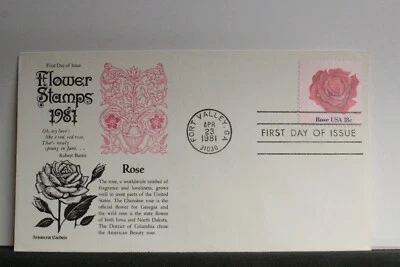 First Day of Issue
Flower
Stamps
1981
Oh, my luve's
like a red, red rose,
That's newly
sprung in June. . .
Robert Burns
Rose
The rose, a worldwide symbol of
fragrance and loveliness, grows
well in most parts of the United
States. The Cherokee rose is the
official flower for Georgia and
the wild rose is the state flower
of both Iowa and North Dakota.
The District of Columbia chose
the American Beauty rose.
FORT VALLEY, GA
APR
23
1981
31030
Rose USA 18c
FIRST DAY OF ISSUE